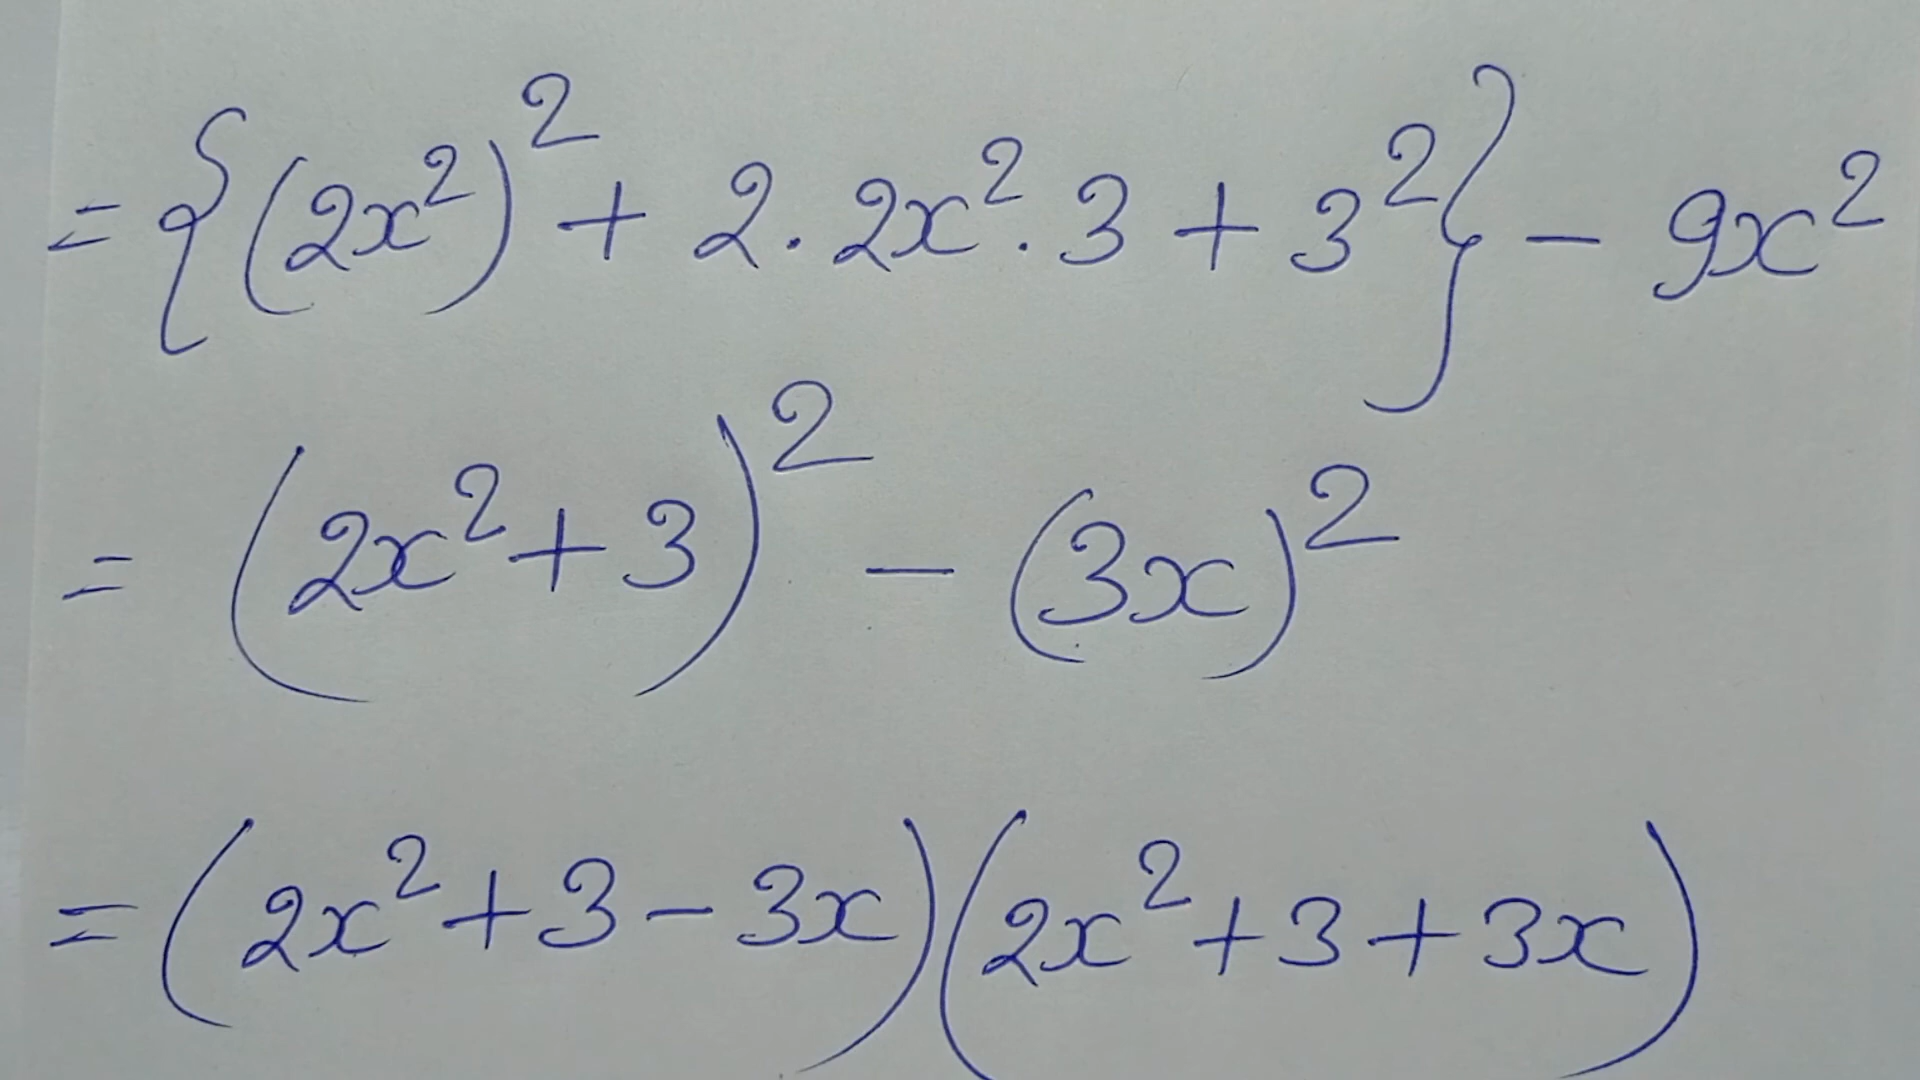 = {(2x²)² + 2 · 2x² · 3 + 3²} − 9x²
= (2x² + 3)² − (3x)²
= (2x² + 3 − 3x)(2x² + 3 + 3x)